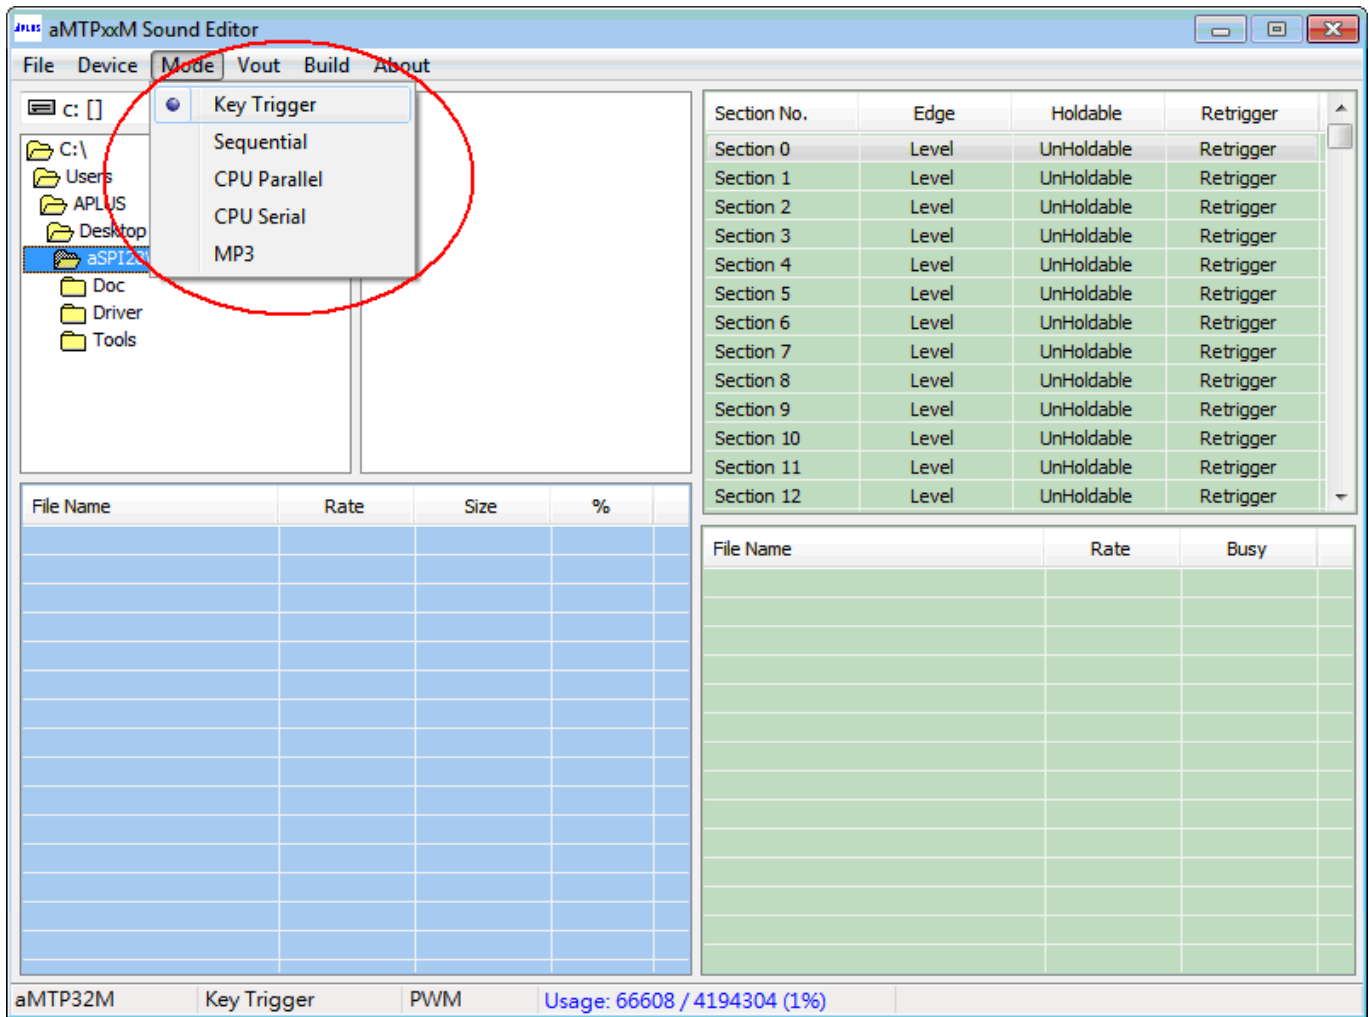 APLUS aMTPxxM Sound Editor
File Device Mode Vout Build About
c: []
Key Trigger
Sequential
CPU Parallel
CPU Serial
MP3
C:\
Users
APLUS
Desktop
Doc
Driver
Tools
Section No. Edge Holdable Retrigger
Section 0 Level UnHoldable Retrigger
Section 1 Level UnHoldable Retrigger
Section 2 Level UnHoldable Retrigger
Section 3 Level UnHoldable Retrigger
Section 4 Level UnHoldable Retrigger
Section 5 Level UnHoldable Retrigger
Section 6 Level UnHoldable Retrigger
Section 7 Level UnHoldable Retrigger
Section 8 Level UnHoldable Retrigger
Section 9 Level UnHoldable Retrigger
Section 10 Level UnHoldable Retrigger
Section 11 Level UnHoldable Retrigger
Section 12 Level UnHoldable Retrigger
File Name Rate Size %
File Name Rate Busy
aMTP32M Key Trigger PWM Usage: 66608 / 4194304 (1%)